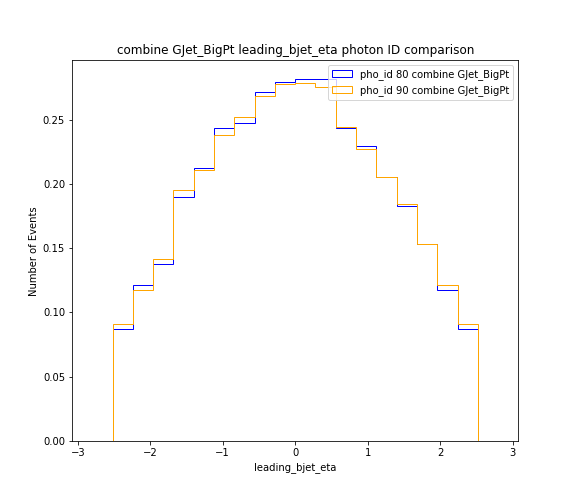 combine GJet_BigPt leading_bjet_eta photon ID comparison
pho_id 80 combine GJet_BigPt
pho_id 90 combine GJet_BigPt
Number of Events
0.25
0.20
0.15
0.10
0.05
0.00
−3
−2
−1
0
1
2
3
leading_bjet_eta